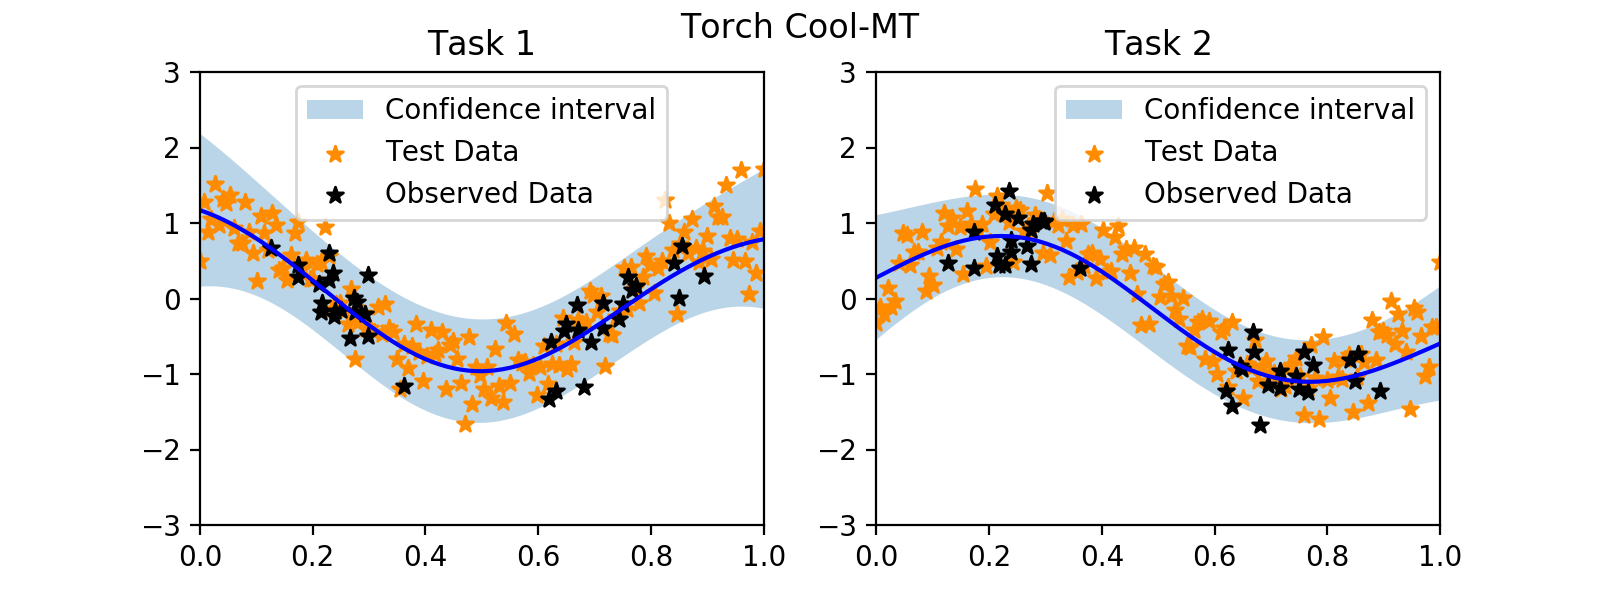 Torch Cool-MT
Task 1
Task 2
Confidence interval
Test Data
Observed Data
3
2
1
0
−1
−2
−3
0.0 0.2 0.4 0.6 0.8 1.0
Confidence interval
Test Data
Observed Data
3
2
1
0
−1
−2
−3
0.0 0.2 0.4 0.6 0.8 1.0